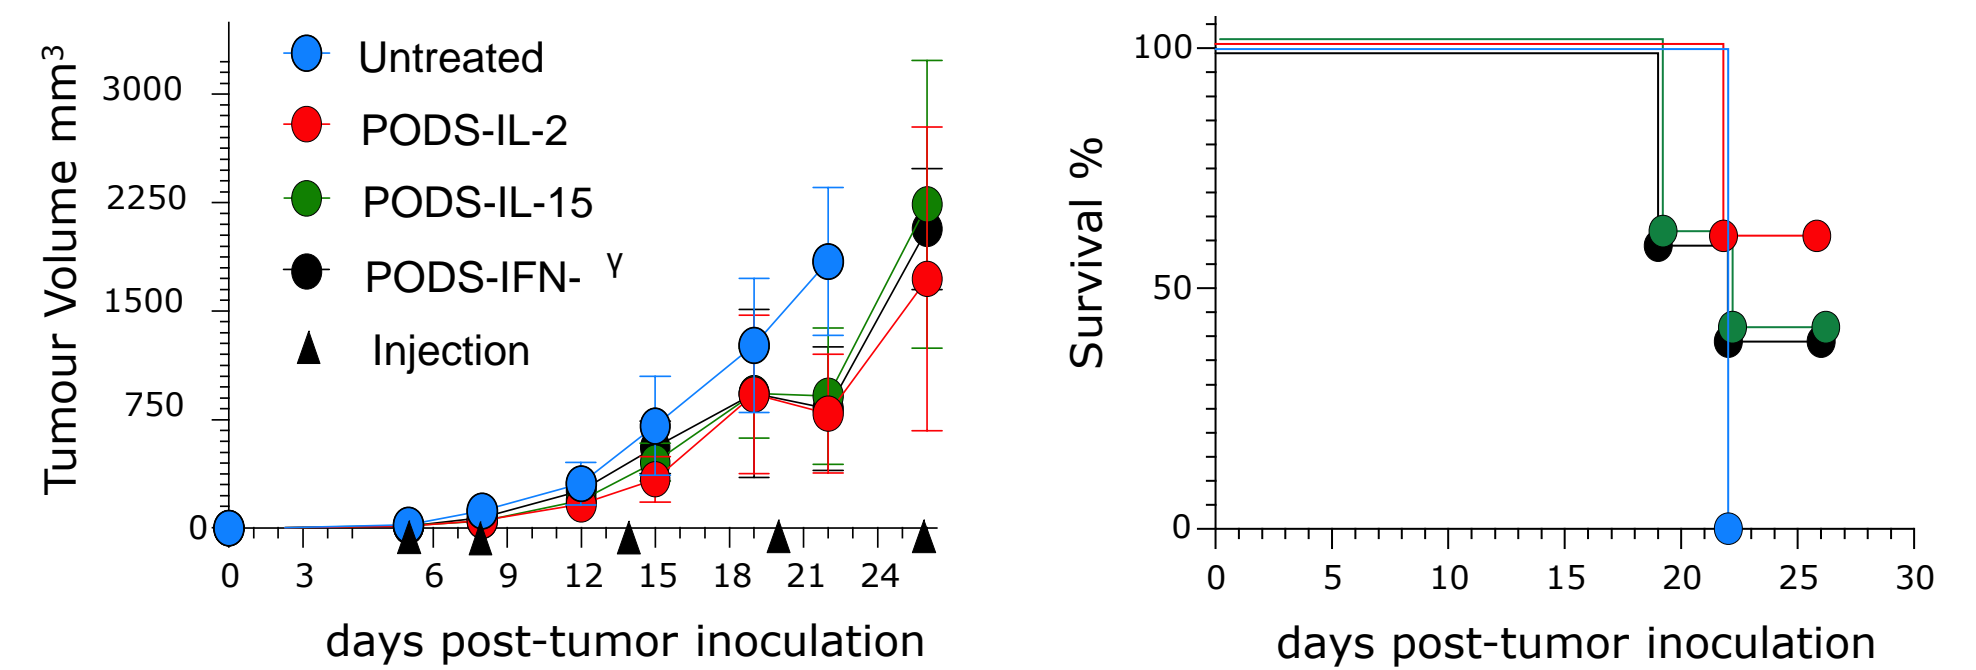 Tumour Volume mm³
3000
2250
1500
750
0
Untreated
PODS-IL-2
PODS-IL-15
PODS-IFN- γ
Injection
0 3 6 9 12 15 18 21 24
days post-tumor inoculation
Survival %
100
50
0
0 5 10 15 20 25 30
days post-tumor inoculation